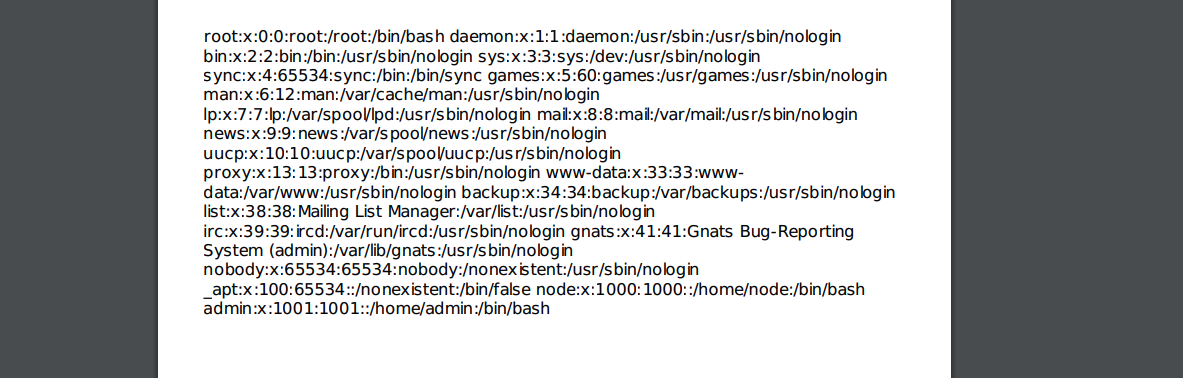 root:x:0:0:root:/root:/bin/bash daemon:x:1:1:daemon:/usr/sbin:/usr/sbin/nologin
bin:x:2:2:bin:/bin:/usr/sbin/nologin sys:x:3:3:sys:/dev:/usr/sbin/nologin
sync:x:4:65534:sync:/bin:/bin/sync games:x:5:60:games:/usr/games:/usr/sbin/nologin
man:x:6:12:man:/var/cache/man:/usr/sbin/nologin
lp:x:7:7:lp:/var/spool/lpd:/usr/sbin/nologin mail:x:8:8:mail:/var/mail:/usr/sbin/nologin
news:x:9:9:news:/var/spool/news:/usr/sbin/nologin
uucp:x:10:10:uucp:/var/spool/uucp:/usr/sbin/nologin
proxy:x:13:13:proxy:/bin:/usr/sbin/nologin www-data:x:33:33:www-
data:/var/www:/usr/sbin/nologin backup:x:34:34:backup:/var/backups:/usr/sbin/nologin
list:x:38:38:Mailing List Manager:/var/list:/usr/sbin/nologin
irc:x:39:39:ircd:/var/run/ircd:/usr/sbin/nologin gnats:x:41:41:Gnats Bug-Reporting
System (admin):/var/lib/gnats:/usr/sbin/nologin
nobody:x:65534:65534:nobody:/nonexistent:/usr/sbin/nologin
_apt:x:100:65534::/nonexistent:/bin/false node:x:1000:1000::/home/node:/bin/bash
admin:x:1001:1001::/home/admin:/bin/bash